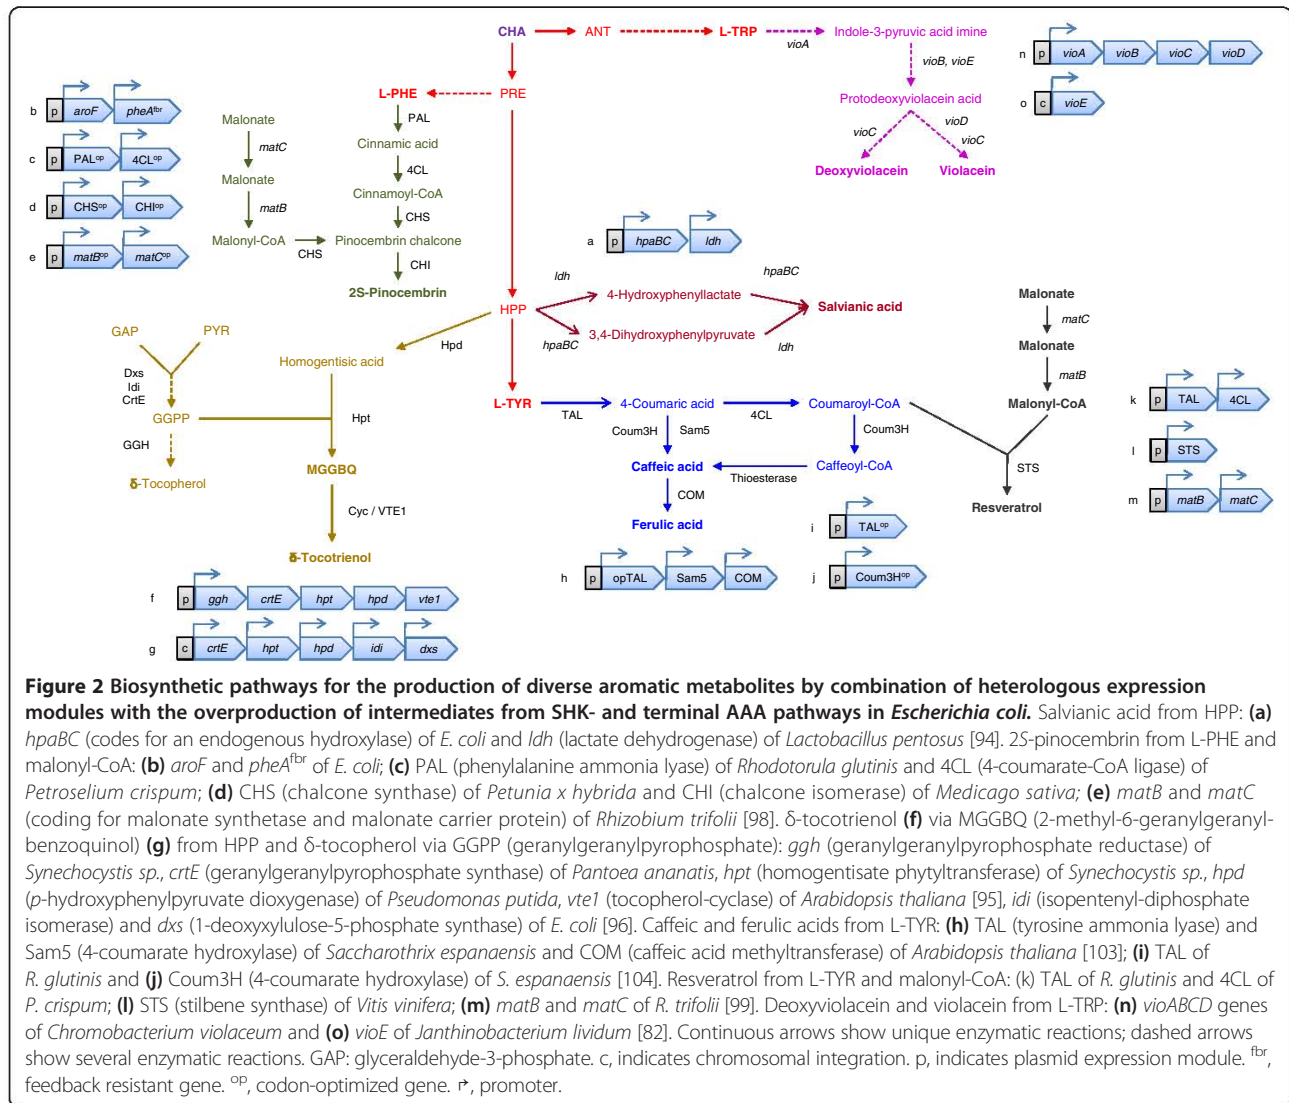 CHA
ANT
L-TRP
vioA
Indole-3-pyruvic acid imine
n
p
vioA
vioB
vioC
vioD
vioB, vioE
L-PHE
PRE
Protodeoxyviolacein acid
o
c
vioE
b
p
aroF
pheAfbr
Malonate
PAL
vioC
vioD
vioC
matC
Cinnamic acid
c
p
PALop
4CLop
4CL
Malonate
Deoxyviolacein
Violacein
Cinnamoyl-CoA
d
p
CHSop
CHIop
matB
CHS
Malonyl-CoA
CHS
Pinocembrin chalcone
a
p
hpaBC
ldh
e
p
matBop
matCop
CHI
2S-Pinocembrin
ldh
hpaBC
4-Hydroxyphenyllactate
Malonate
HPP
Salvianic acid
matC
GAP
PYR
3,4-Dihydroxyphenylpyruvate
hpaBC
ldh
Hpd
Malonate
Homogentisic acid
Dxs
Idi
CrtE
matB
L-TYR
TAL
4-Coumaric acid
4CL
Coumaroyl-CoA
Malonyl-CoA
k
p
TAL
4CL
GGPP
Hpt
Coum3H
Sam5
Coum3H
GGH
l
p
STS
MGGBQ
Caffeic acid
Thioesterase
Caffeoyl-CoA
STS
δ-Tocopherol
COM
Resveratrol
m
p
matB
matC
Cyc / VTE1
Ferulic acid
i
p
TALop
δ-Tocotrienol
h
p
opTAL
Sam5
COM
j
p
Coum3Hop
f
p
ggh
crtE
hpt
hpd
vte1
g
c
crtE
hpt
hpd
idi
dxs
Figure 2 Biosynthetic pathways for the production of diverse aromatic metabolites by combination of heterologous expression
modules with the overproduction of intermediates from SHK- and terminal AAA pathways in Escherichia coli. Salvianic acid from HPP: (a)
hpaBC (codes for an endogenous hydroxylase) of E. coli and ldh (lactate dehydrogenase) of Lactobacillus pentosus [94]. 2S-pinocembrin from L-PHE and
malonyl-CoA: (b) aroF and pheAfbr of E. coli; (c) PAL (phenylalanine ammonia lyase) of Rhodotorula glutinis and 4CL (4-coumarate-CoA ligase) of
Petroselium crispum; (d) CHS (chalcone synthase) of Petunia x hybrida and CHI (chalcone isomerase) of Medicago sativa; (e) matB and matC
(coding for malonate synthetase and malonate carrier protein) of Rhizobium trifolii [98]. δ-tocotrienol (f) via MGGBQ (2-methyl-6-geranylgeranyl-
benzoquinol) (g) from HPP and δ-tocopherol via GGPP (geranylgeranylpyrophosphate): ggh (geranylgeranylpyrophosphate reductase) of
Synechocystis sp., crtE (geranylgeranylpyrophosphate synthase) of Pantoea ananatis, hpt (homogentisate phytyltransferase) of Synechocystis sp., hpd
(p-hydroxyphenylpyruvate dioxygenase) of Pseudomonas putida, vte1 (tocopherol-cyclase) of Arabidopsis thaliana [95], idi (isopentenyl-diphosphate
isomerase) and dxs (1-deoxyxylulose-5-phosphate synthase) of E. coli [96]. Caffeic and ferulic acids from L-TYR: (h) TAL (tyrosine ammonia lyase) and
Sam5 (4-coumarate hydroxylase) of Saccharothrix espanaensis and COM (caffeic acid methyltransferase) of Arabidopsis thaliana [103]; (i) TAL of
R. glutinis and (j) Coum3H (4-coumarate hydroxylase) of S. espanaensis [104]. Resveratrol from L-TYR and malonyl-CoA: (k) TAL of R. glutinis and 4CL of
P. crispum; (l) STS (stilbene synthase) of Vitis vinifera; (m) matB and matC of R. trifolii [99]. Deoxyviolacein and violacein from L-TRP: (n) vioABCD genes
of Chromobacterium violaceum and (o) vioE of Janthinobacterium lividum [82]. Continuous arrows show unique enzymatic reactions; dashed arrows
show several enzymatic reactions. GAP: glyceraldehyde-3-phosphate. c, indicates chromosomal integration. p, indicates plasmid expression module. fbr,
feedback resistant gene. op, codon-optimized gene. ↱, promoter.